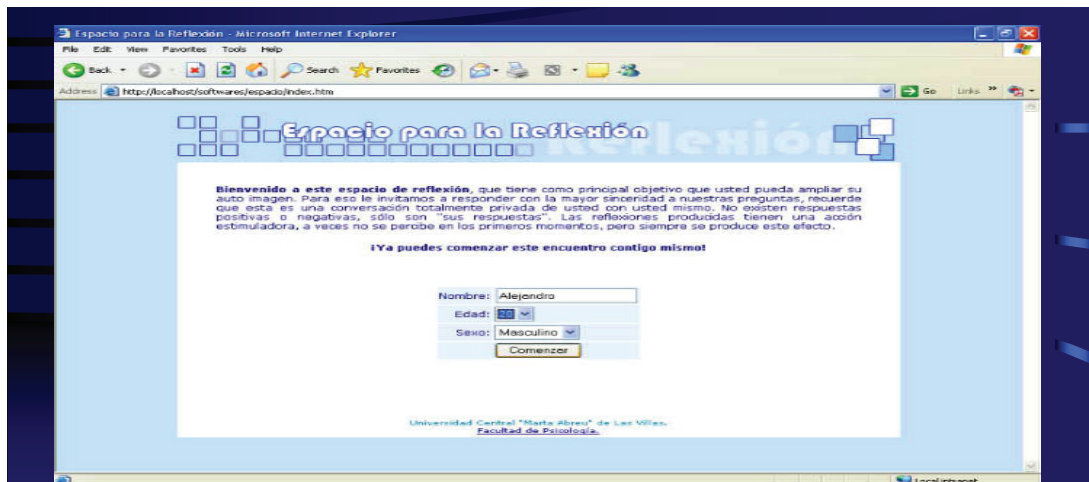 Espacio para la Reflexión - Microsoft Internet Explorer
File Edit View Favorites Tools Help
Back Search Favorites
Address http://localhost/softwares/espacio/index.htm Go Links »
Espacio para la Reflexión
Reflexión
Bienvenido a este espacio de reflexión, que tiene como principal objetivo que usted pueda ampliar su
auto imagen. Para eso le invitamos a responder con la mayor sinceridad a nuestras preguntas, recuerde
que esta es una conversación totalmente privada de usted con usted mismo. No existen respuestas
positivas o negativas, sólo son "sus respuestas". Las reflexiones producidas tienen una acción
estimuladora, a veces no se percibe en los primeros momentos, pero siempre se produce este efecto.
¡Ya puedes comenzar este encuentro contigo mismo!
Nombre: Alejandro
Edad: 20
Sexo: Masculino
Comenzar
Universidad Central "Marta Abreu" de Las Villas.
Facultad de Psicología.
Local intranet